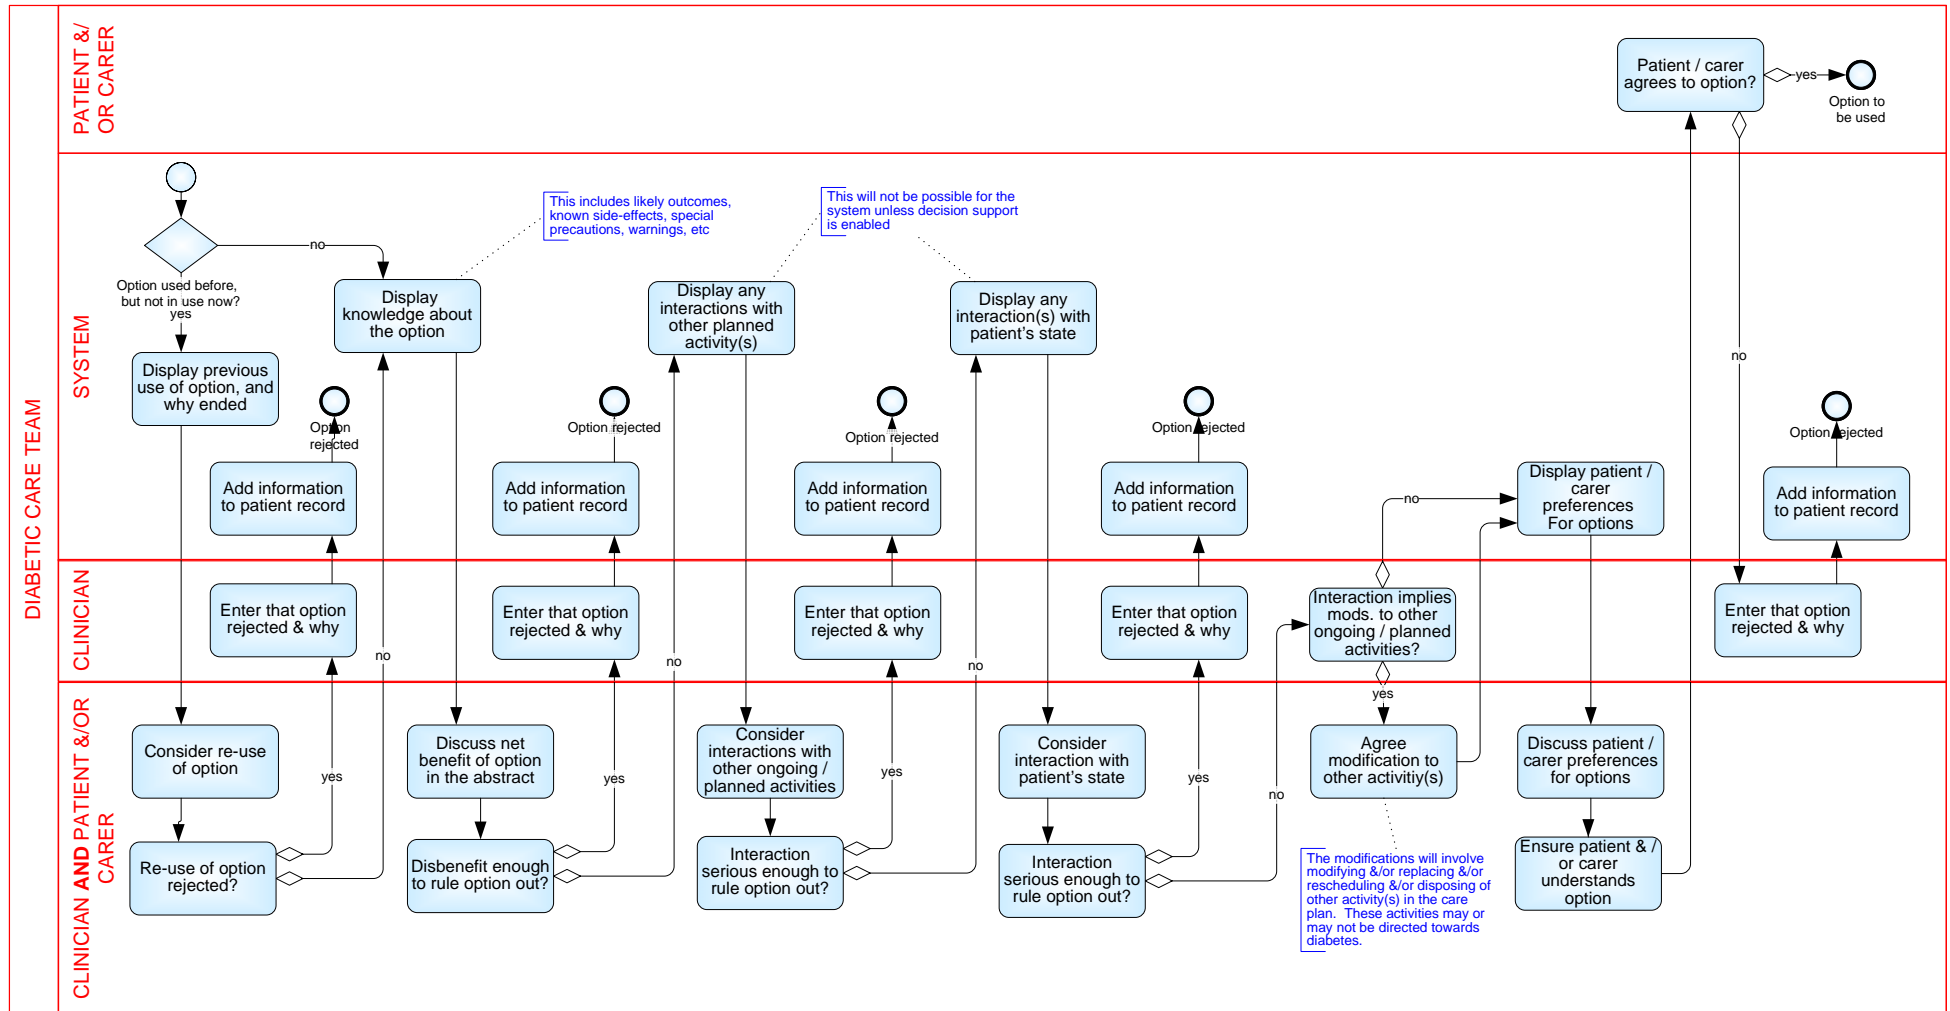 DIABETIC CARE TEAM
PATIENT &/
OR CARER
Patient / carer
agrees to option?
yes
Option to
be used
no
SYSTEM
Option used before,
but not in use now?
yes
no
Display previous
use of option, and
why ended
Display
knowledge about
the option
This includes likely outcomes,
known side-effects, special
precautions, warnings, etc
Display any
interactions with
other planned
activity(s)
This will not be possible for the
system unless decision support
is enabled
Display any
interaction(s) with
patient's state
Option
rejected
Option rejected
Option rejected
Option rejected
Option rejected
Add information
to patient record
Add information
to patient record
Add information
to patient record
Add information
to patient record
no
Display patient /
carer
preferences
For options
Add information
to patient record
CLINICIAN
Enter that option
rejected & why
no
Enter that option
rejected & why
no
Enter that option
rejected & why
no
Enter that option
rejected & why
Interaction implies
mods. to other
ongoing / planned
activities?
yes
Enter that option
rejected & why
CLINICIAN AND PATIENT &/OR
CARER
Consider re-use
of option
yes
Discuss net
benefit of option
in the abstract
yes
Consider
interactions with
other ongoing /
planned activities
yes
Consider
interaction with
patient's state
yes
no
Agree
modification to
other activitiy(s)
Discuss patient /
carer preferences
for options
Re-use of option
rejected?
Disbenefit enough
to rule option out?
Interaction
serious enough to
rule option out?
Interaction
serious enough to
rule option out?
The modifications will involve
modifying &/or replacing &/or
rescheduling &/or disposing of
other activity(s) in the care
plan.  These activities may or
may not be directed towards
diabetes.
Ensure patient & /
or carer
understands
option